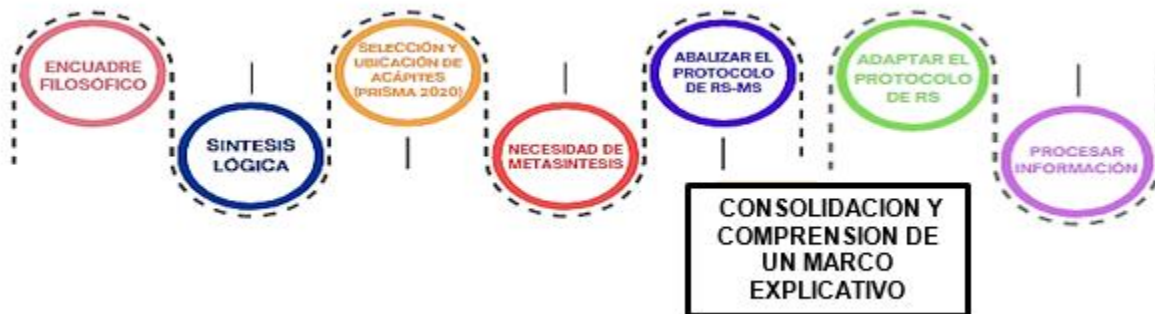 ENCUADRE
FILOSÓFICO
SINTESIS
LÓGICA
SELECCIÓN Y
UBICACIÓN DE
ACÁPITES
(PRISMA 2020)
NECESIDAD DE
METASINTESIS
ABALIZAR EL
PROTOCOLO
DE RS-MS
ADAPTAR EL
PROTOCOLO
DE RS
PROCESAR
INFORMACIÓN
CONSOLIDACION Y
COMPRENSION DE
UN MARCO
EXPLICATIVO